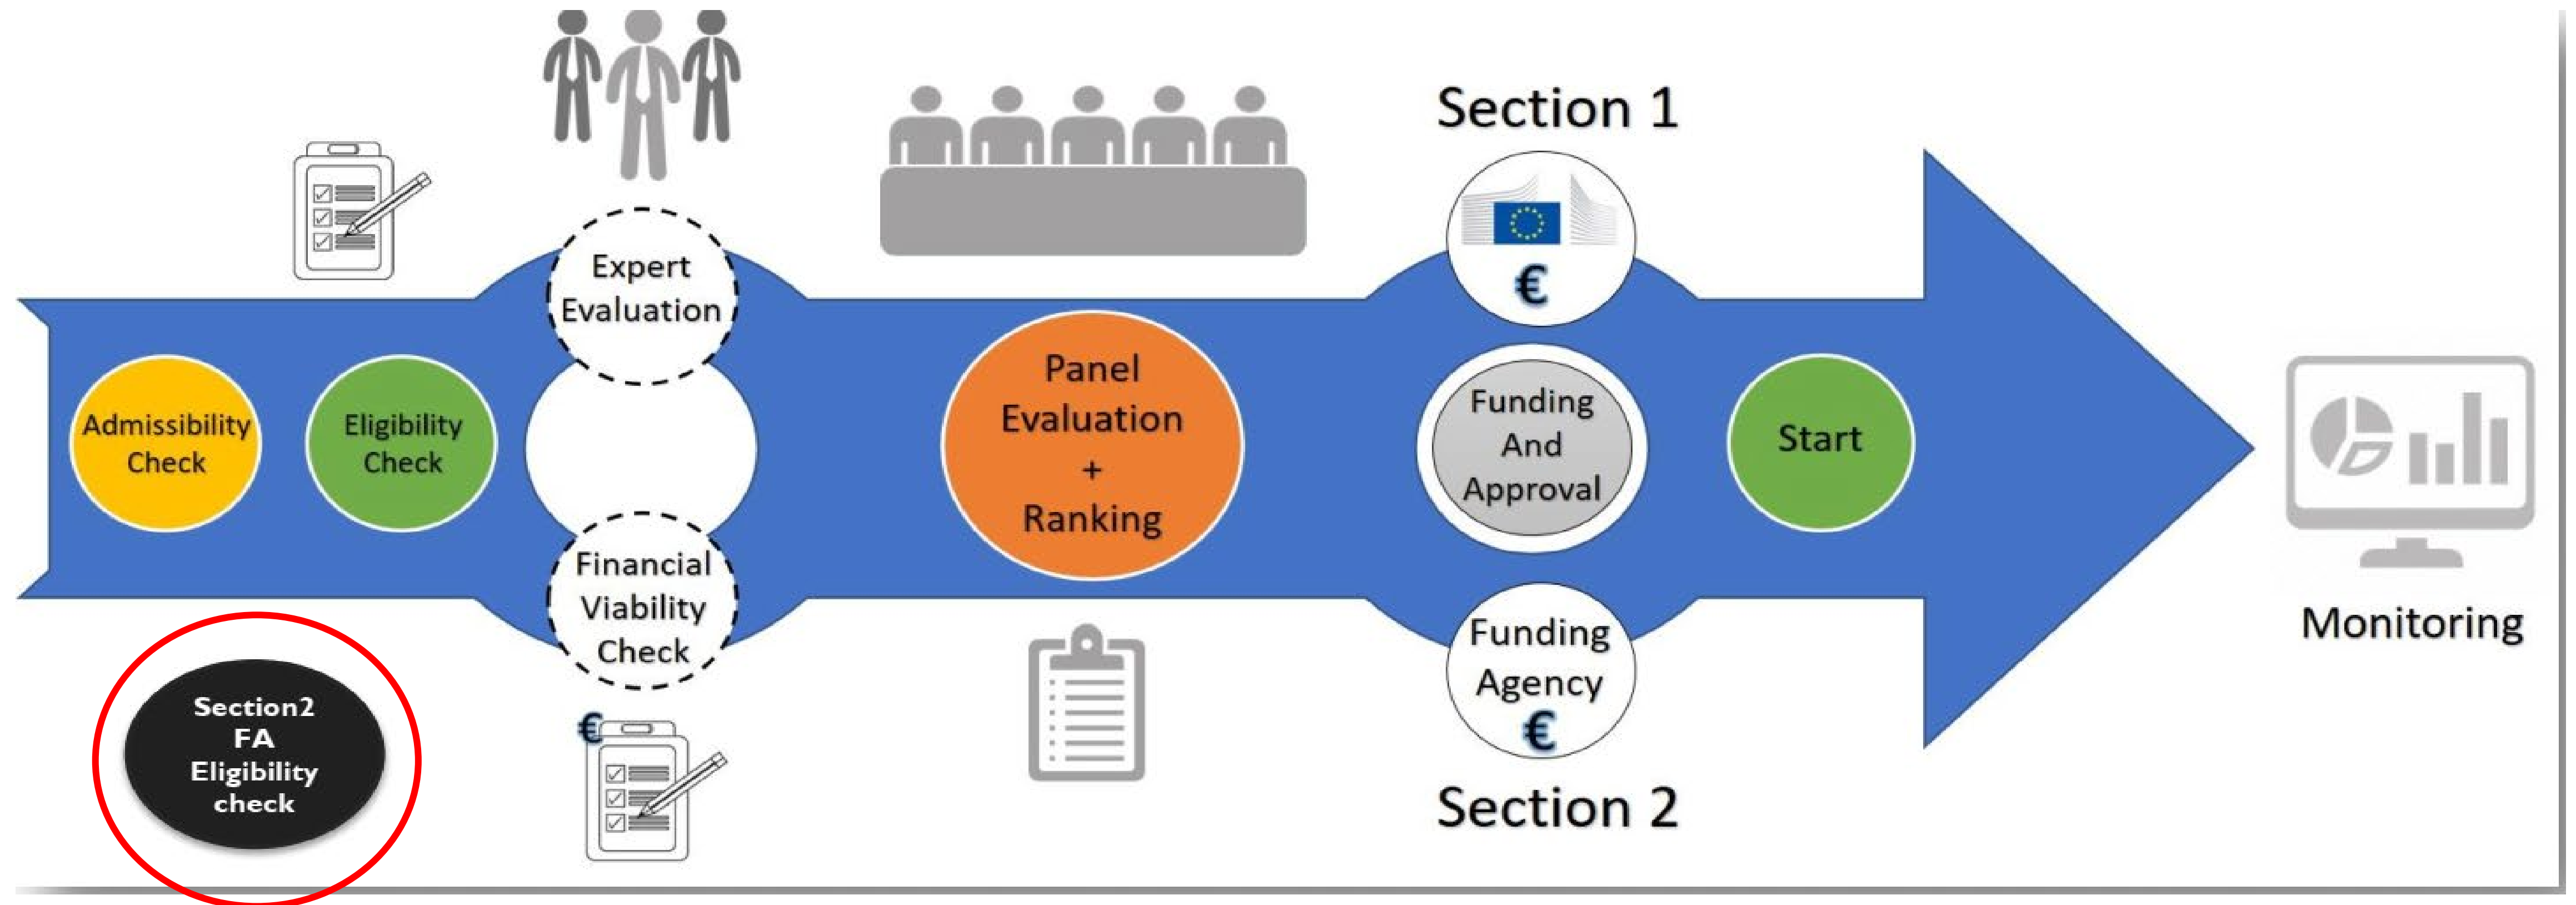 Admissibility
Check
Eligibility
Check
Section2
FA
Eligibility
check
Expert
Evaluation
Financial
Viability
Check
€
Panel
Evaluation
+
Ranking
Section 1
€
Funding
And
Approval
Funding
Agency
€
Section 2
Start
Monitoring